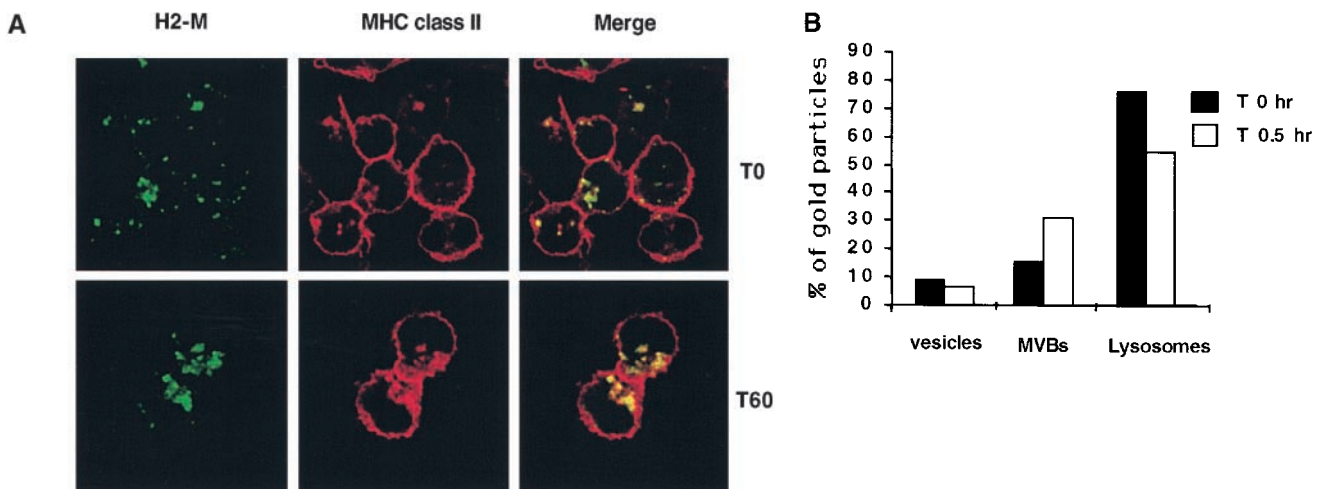 A
H2-M
MHC class II
Merge
T0
T60
B
% of gold particles
90
80
70
60
50
40
30
20
10
0
vesicles
MVBs
Lysosomes
T 0 hr
T 0.5 hr